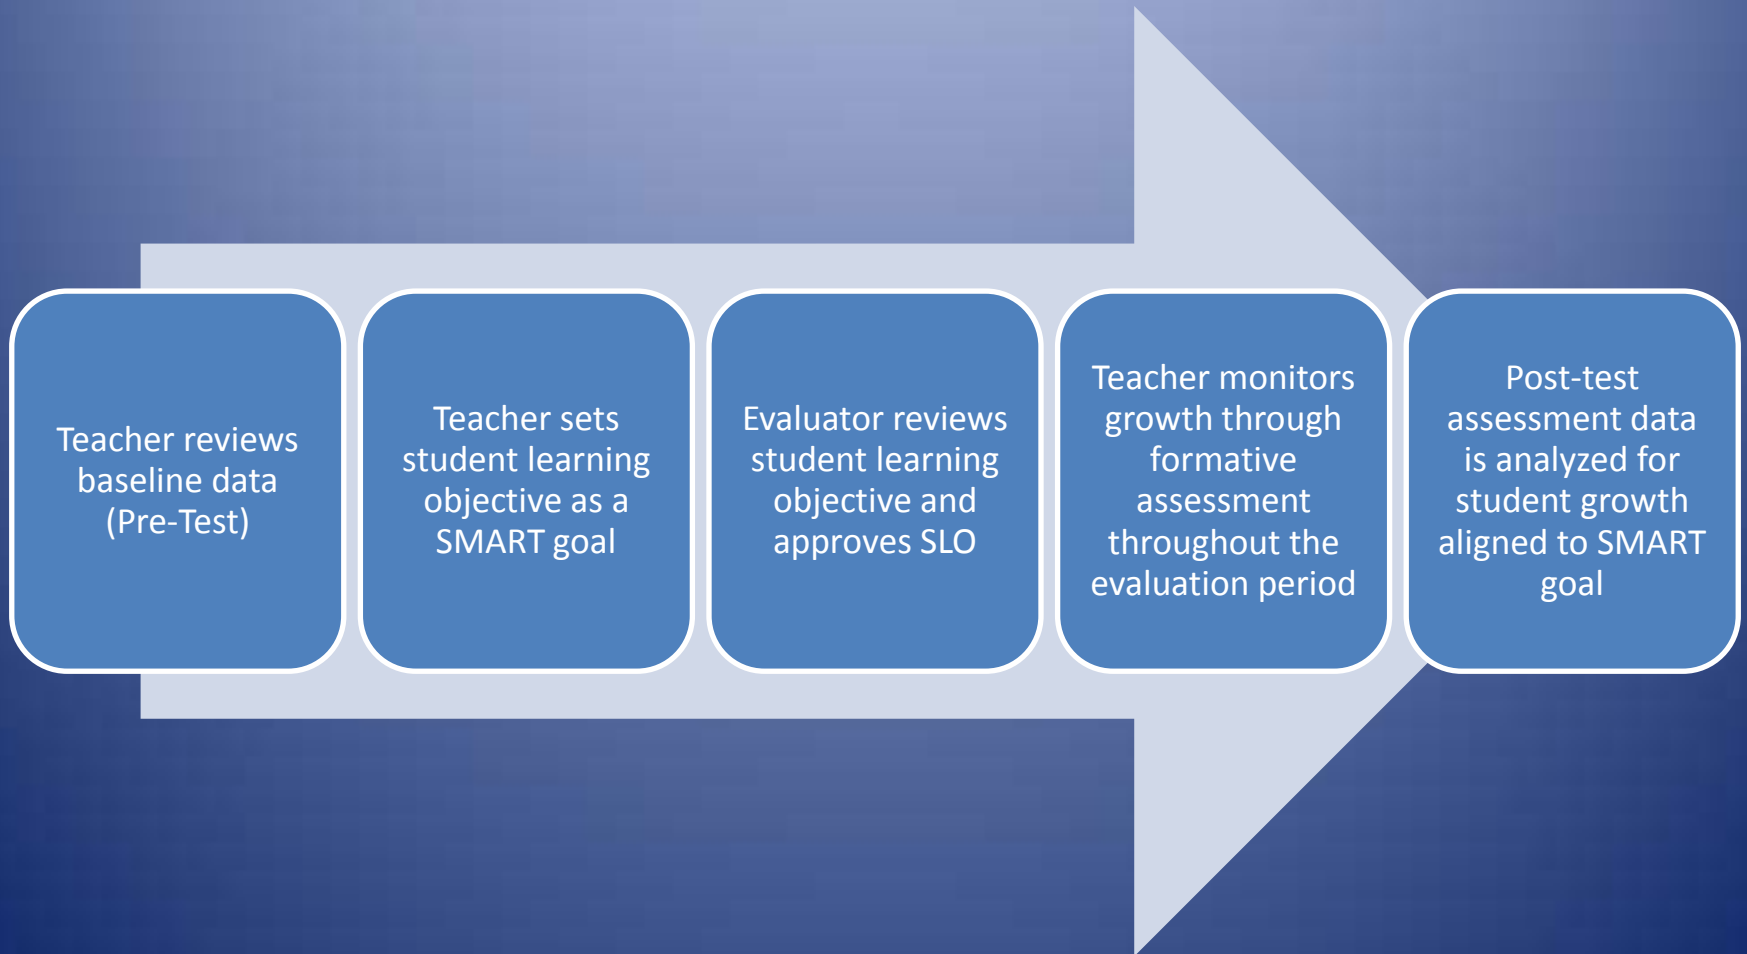 Teacher reviews
baseline data
(Pre-Test)
Teacher sets
student learning
objective as a
SMART goal
Evaluator reviews
student learning
objective and
approves SLO
Teacher monitors
growth through
formative
assessment
throughout the
evaluation period
Post-test
assessment data
is analyzed for
student growth
aligned to SMART
goal